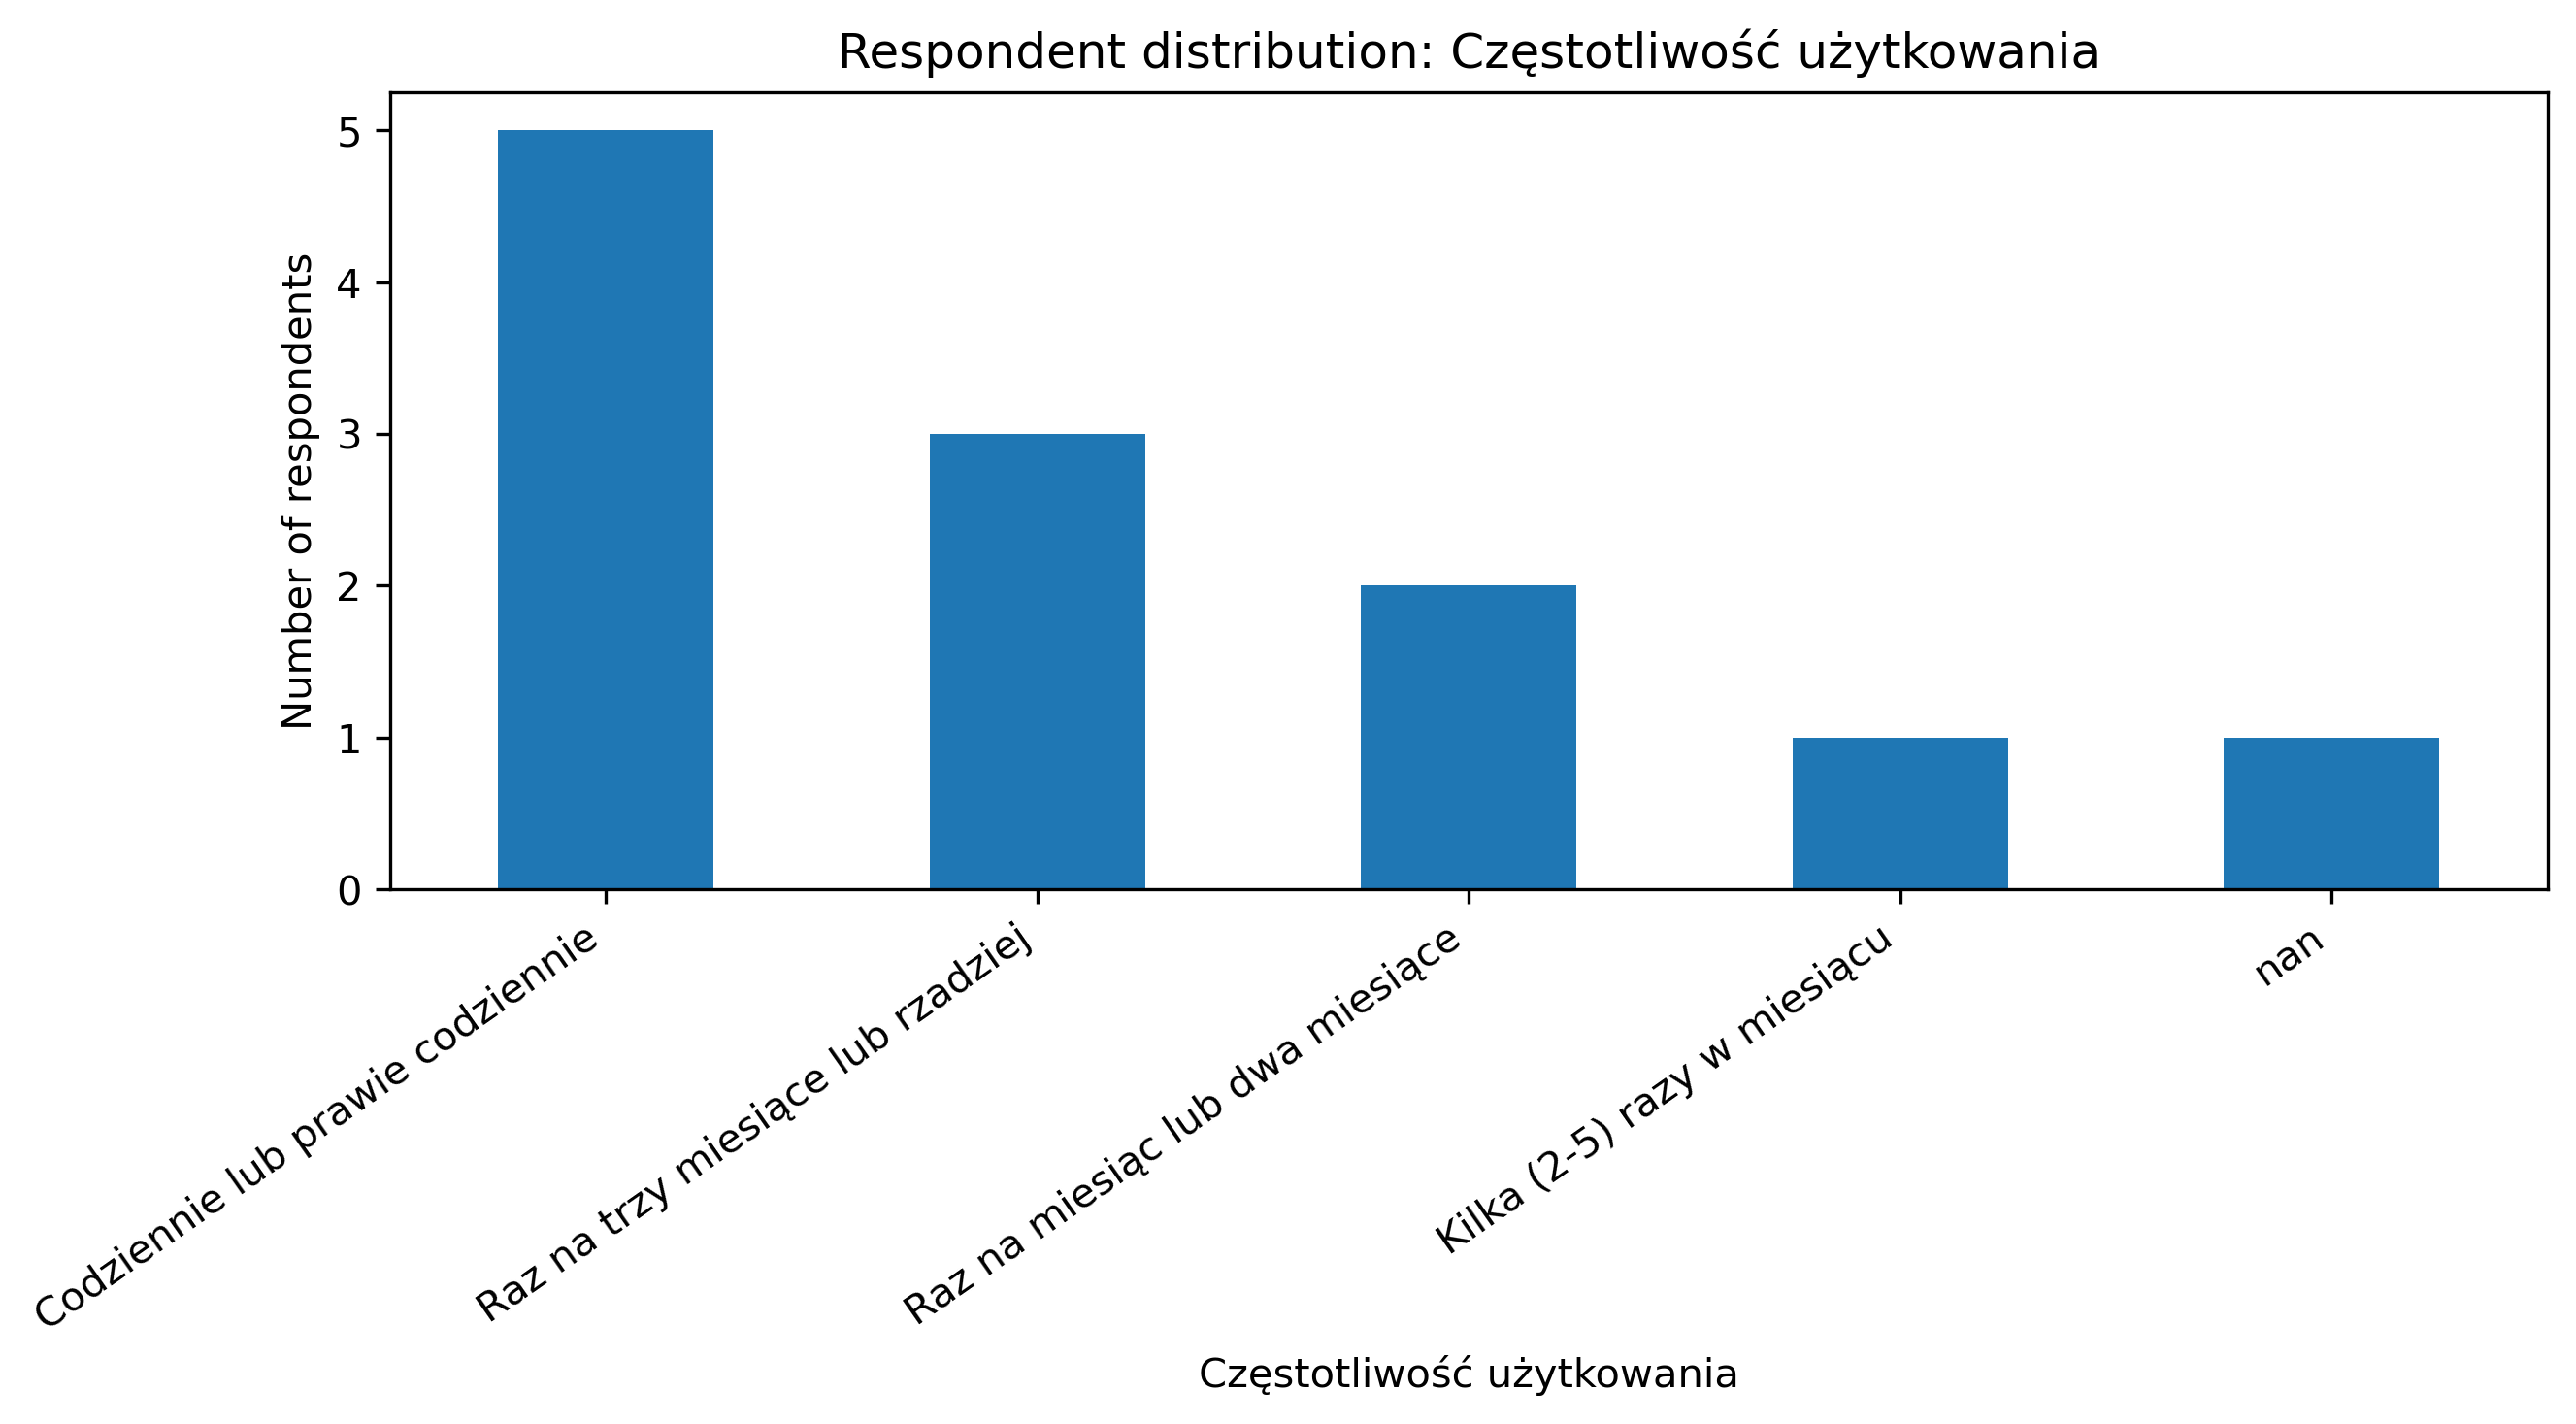 Respondent distribution: Częstotliwość użytkowania
Number of respondents
5
4
3
2
1
0
Codziennie lub prawie codziennie
Raz na trzy miesiące lub rzadziej
Raz na miesiąc lub dwa miesiące
Kilka (2-5) razy w miesiącu
nan
Częstotliwość użytkowania